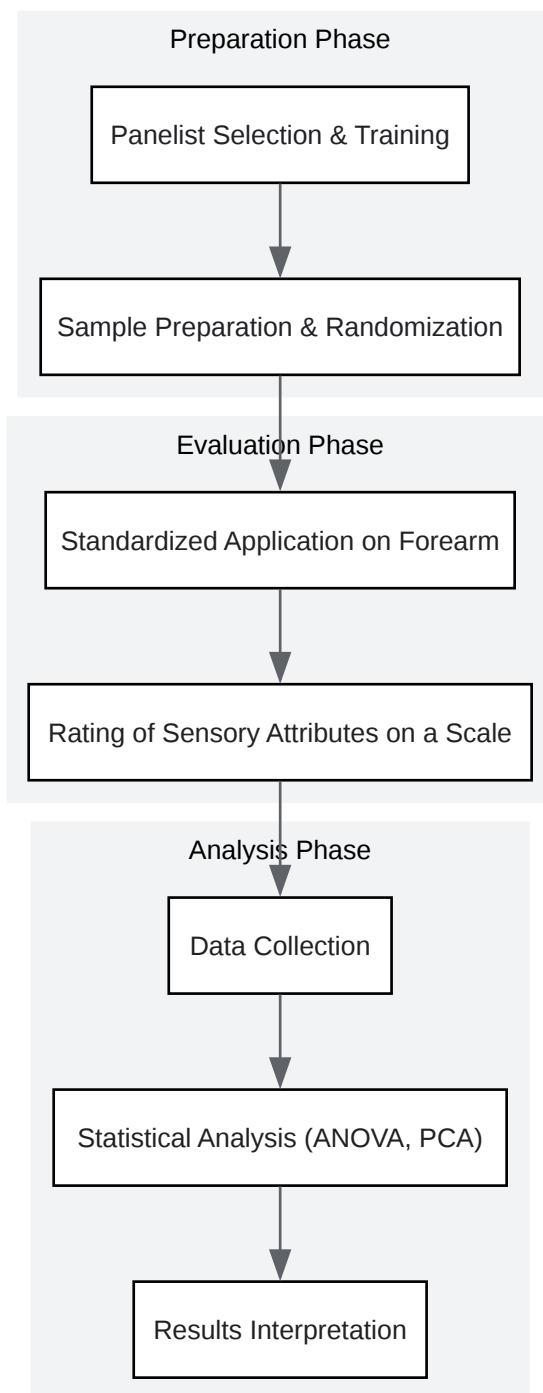 Preparation Phase
Panelist Selection & Training
Sample Preparation & Randomization
Evaluation Phase
Standardized Application on Forearm
Rating of Sensory Attributes on a Scale
Analysis Phase
Data Collection
Statistical Analysis (ANOVA, PCA)
Results Interpretation